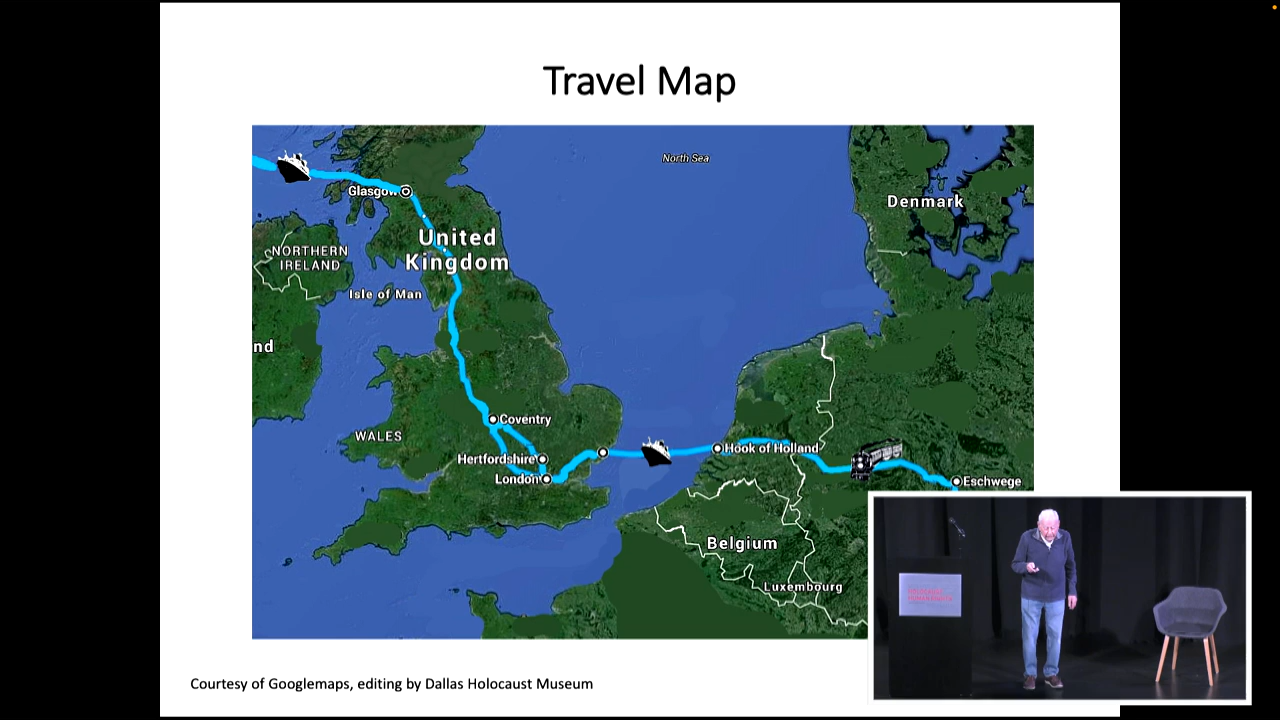 Travel Map
North Sea
Glasgow
Denmark
United
Kingdom
NORTHERN
IRELAND
Isle of Man
nd
Coventry
WALES
Hook of Holland
Hertfordshire
London
Eschwege
Belgium
Luxembourg
Courtesy of Googlemaps, editing by Dallas Holocaust Museum